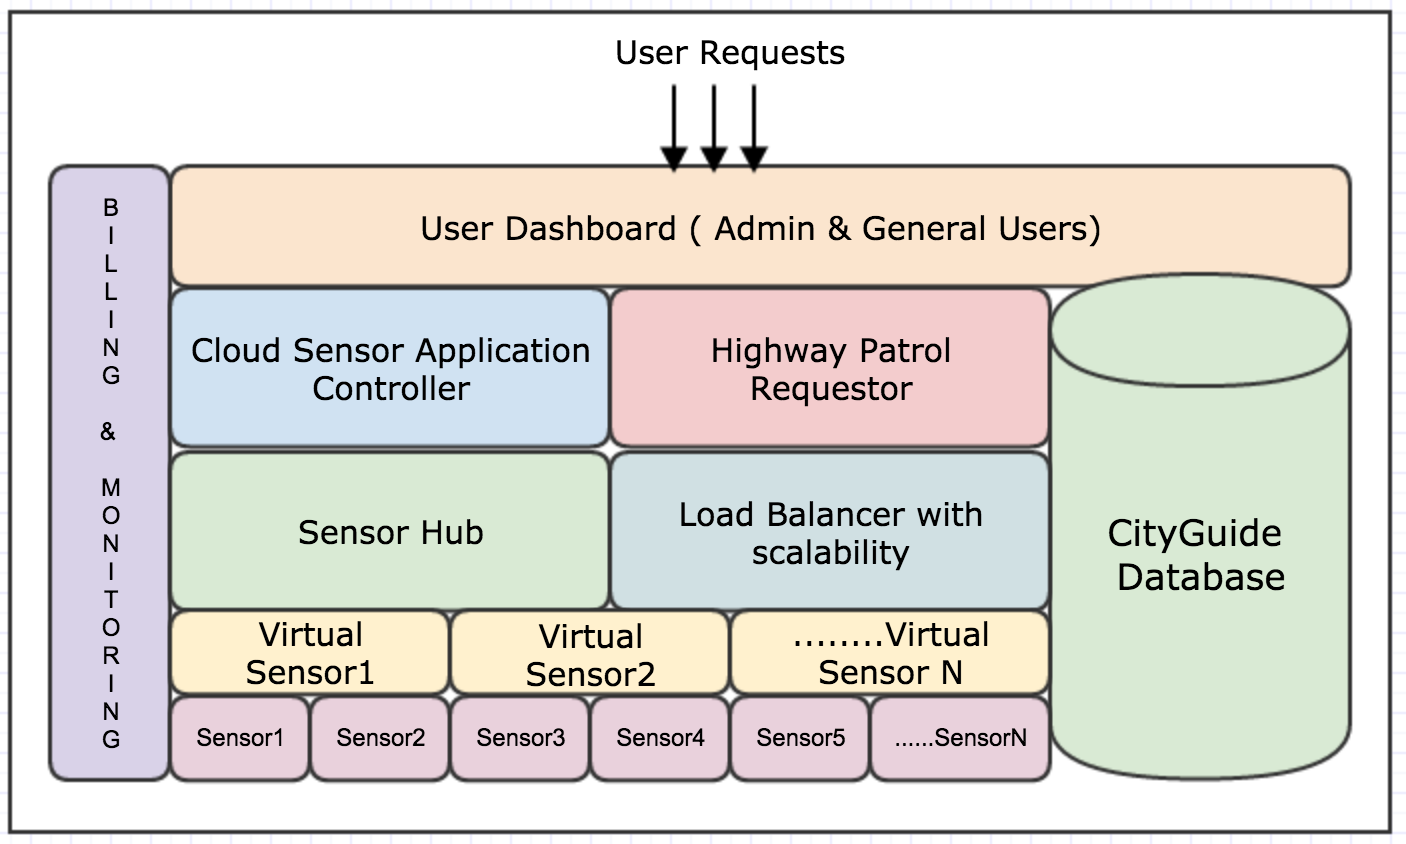 User Requests
B
I
L
L
I
N
G
&
M
O
N
I
T
O
R
I
N
G
User Dashboard ( Admin & General Users)
Cloud Sensor Application
Controller
Highway Patrol
Requestor
Sensor Hub
Load Balancer with
scalability
CityGuide
Database
Virtual
Sensor1
Virtual
Sensor2
........Virtual
Sensor N
Sensor1
Sensor2
Sensor3
Sensor4
Sensor5
......SensorN